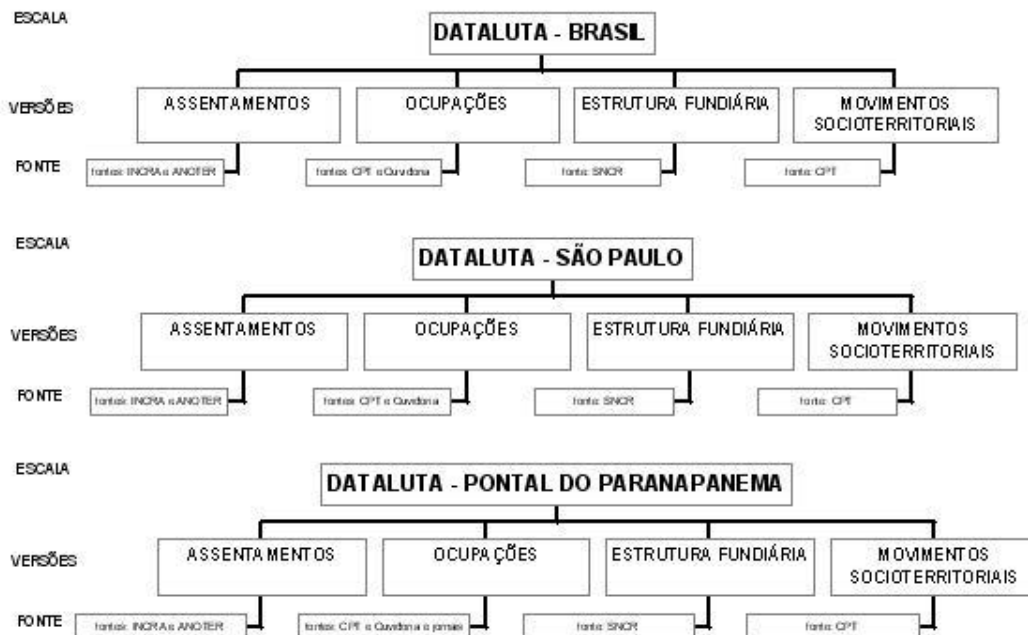 ESCALA
DATALUTA - BRASIL
VERSÕES
ASSENTAMENTOS
OCUPAÇÕES
ESTRUTURA FUNDIÁRIA
MOVIMENTOS
SOCIOTERRITORIAIS
FONTE
fontes: INCRA e ANOTER
fontes: CPT e Ouvidoria
fonte: SNCR
fonte: CPT
ESCALA
DATALUTA - SÃO PAULO
VERSÕES
ASSENTAMENTOS
OCUPAÇÕES
ESTRUTURA FUNDIÁRIA
MOVIMENTOS
SOCIOTERRITORIAIS
FONTE
fontes: INCRA e ANOTER
fontes: CPT e Ouvidoria
fonte: SNCR
fonte: CPT
ESCALA
DATALUTA - PONTAL DO PARANAPANEMA
VERSÕES
ASSENTAMENTOS
OCUPAÇÕES
ESTRUTURA FUNDIÁRIA
MOVIMENTOS
SOCIOTERRITORIAIS
FONTE
fontes: INCRA e ANOTER
fontes: CPT e Ouvidoria e jornais
fonte: SNCR
fonte: CPT